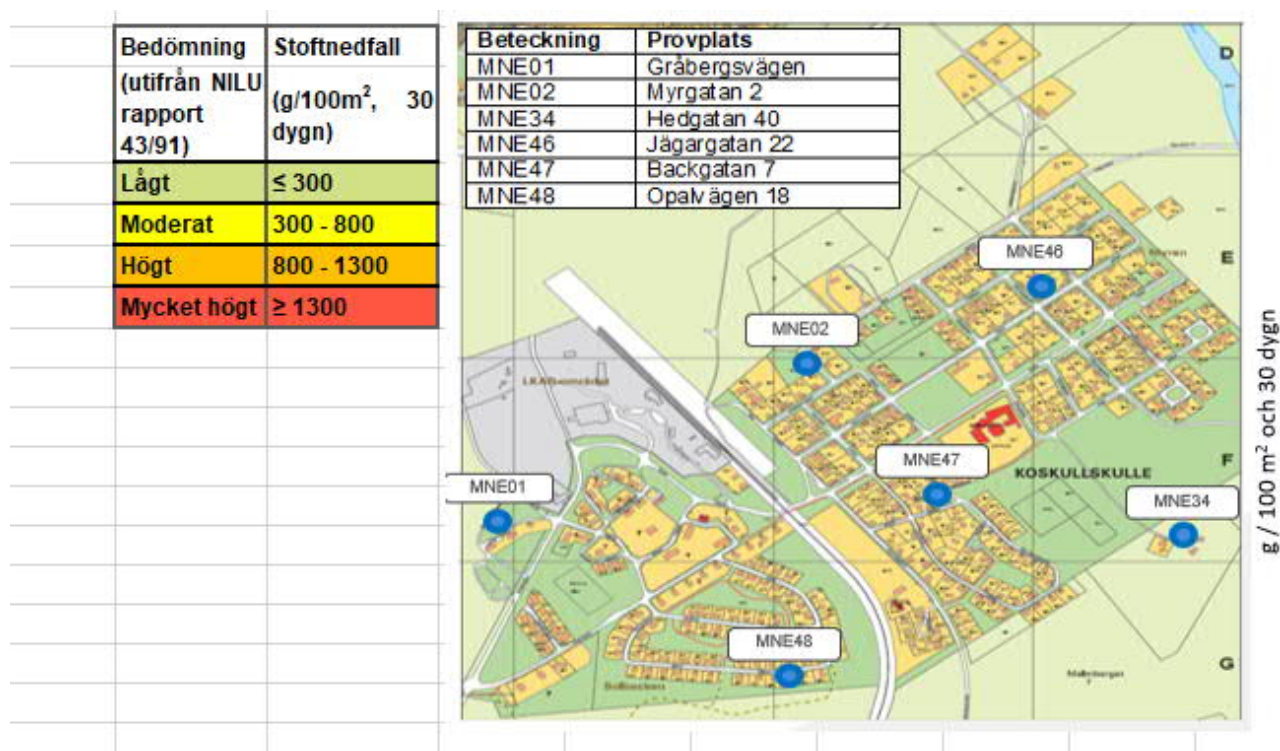 Bedömning Stoftnedfall
(utifrån NILU (g/100m², 30
rapport dygn)
43/91)
Lågt ≤ 300
Moderat 300 - 800
Högt 800 - 1300
Mycket högt ≥ 1300
Beteckning Provplats
MNE01 Gråbergsvägen
MNE02 Myrgatan 2
MNE34 Hedgatan 40
MNE46 Jägargatan 22
MNE47 Backgatan 7
MNE48 Opalvägen 18
D
MNE46
E
MNE02
MNE47
F
KOSKULLSKULLE
MNE01
MNE34
MNE48
G
g / 100 m² och 30 dygn